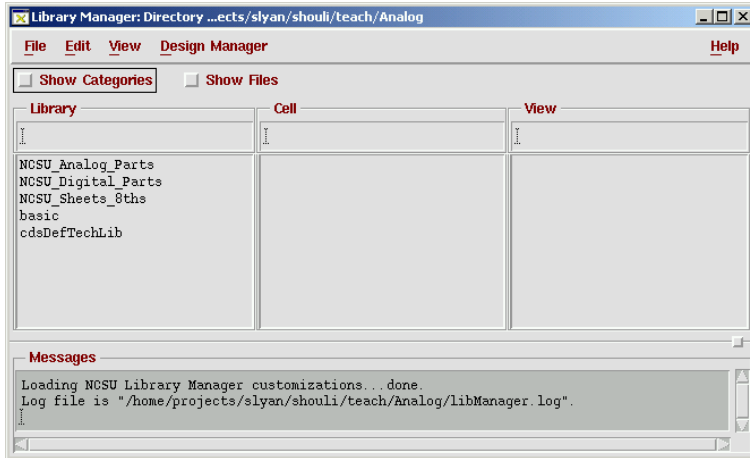 Library Manager: Directory ...ects/slyan/shouli/teach/Analog
File Edit View Design Manager Help
Show Categories Show Files
Library Cell View
NCSU_Analog_Parts
NCSU_Digital_Parts
NCSU_Sheets_8ths
basic
cdsDefTechLib
Messages
Loading NCSU Library Manager customizations...done.
Log file is "/home/projects/slyan/shouli/teach/Analog/libManager.log".